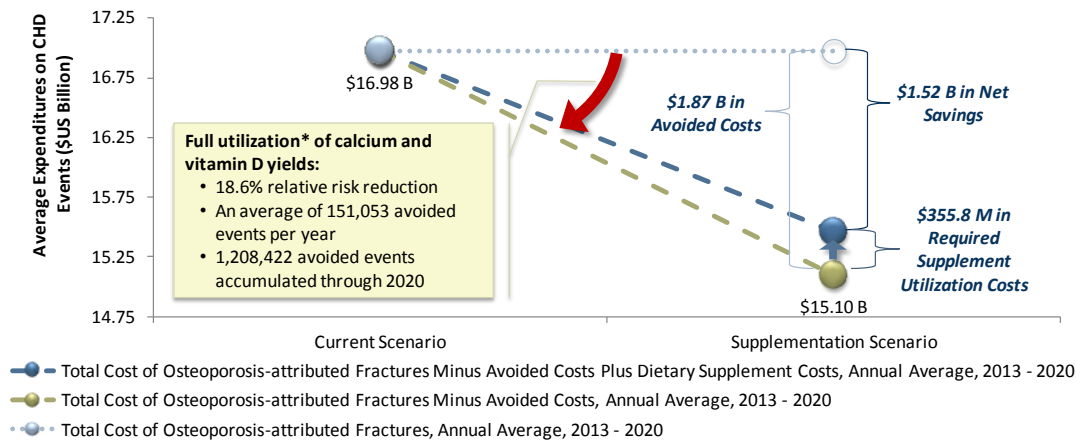 Average Expenditures on CHD
Events ($US Billion)
17.25
16.75
16.25
15.75
15.25
14.75
$16.98 B
$1.87 B in
Avoided Costs
$1.52 B in Net
Savings
Full utilization* of calcium and
vitamin D yields:
• 18.6% relative risk reduction
• An average of 151,053 avoided
events per year
• 1,208,422 avoided events
accumulated through 2020
$355.8 M in
Required
Supplement
Utilization Costs
$15.10 B
Current Scenario
Supplementation Scenario
Total Cost of Osteoporosis-attributed Fractures Minus Avoided Costs Plus Dietary Supplement Costs, Annual Average, 2013 - 2020
Total Cost of Osteoporosis-attributed Fractures Minus Avoided Costs, Annual Average, 2013 - 2020
Total Cost of Osteoporosis-attributed Fractures, Annual Average, 2013 - 2020